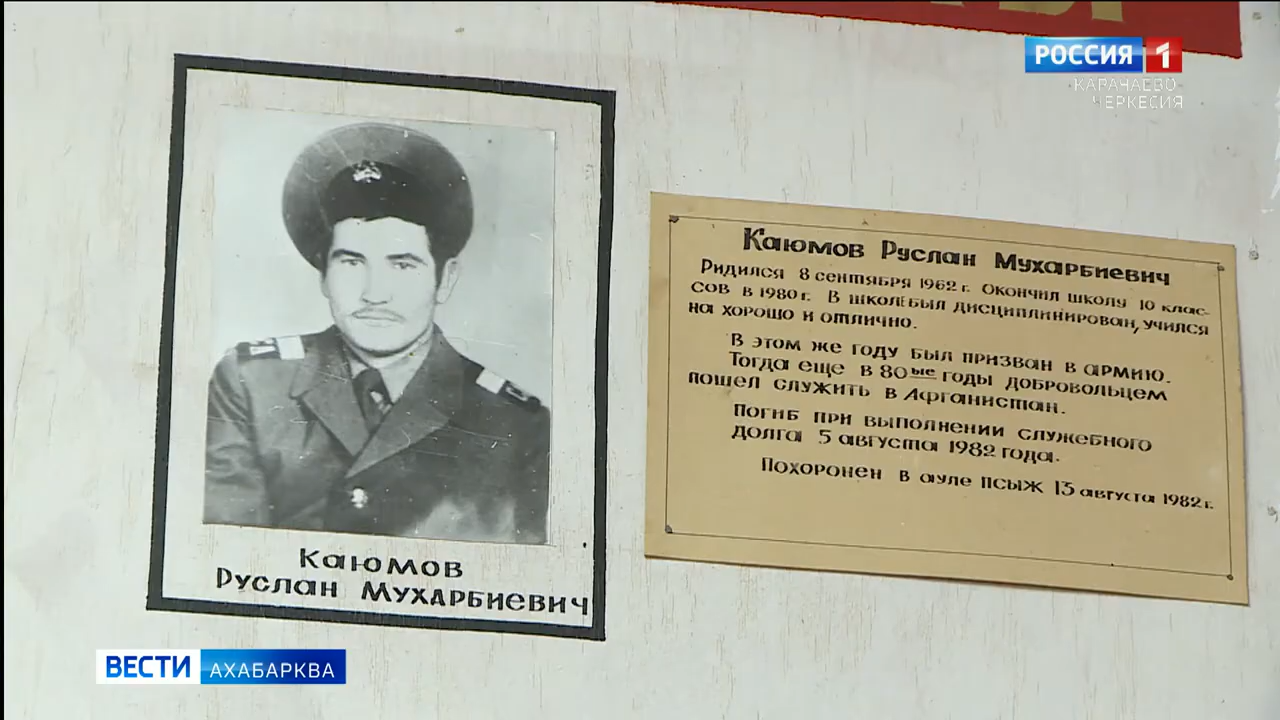 РОССИЯ 1
КАРАЧАЕВО
ЧЕРКЕСИЯ
Каюмов Руслан Мухарбиевич
Ридился 8 сентября 1962 г. Окончил школу 10 клас-
сов в 1980 г. В школе был дисциплинирован, учился
на хорошо и отлично.
В этом же году был призван в армию.
Тогда еще в 80ые годы добровольцем
пошел служить в Афганистан.
Погиб при выполнении служебного
долга 5 августа 1982 года.
Похоронен в ауле Псыж 13 августа 1982 г.
Каюмов
Руслан Мухарбиевич
ВЕСТИ АХАБАРКВА